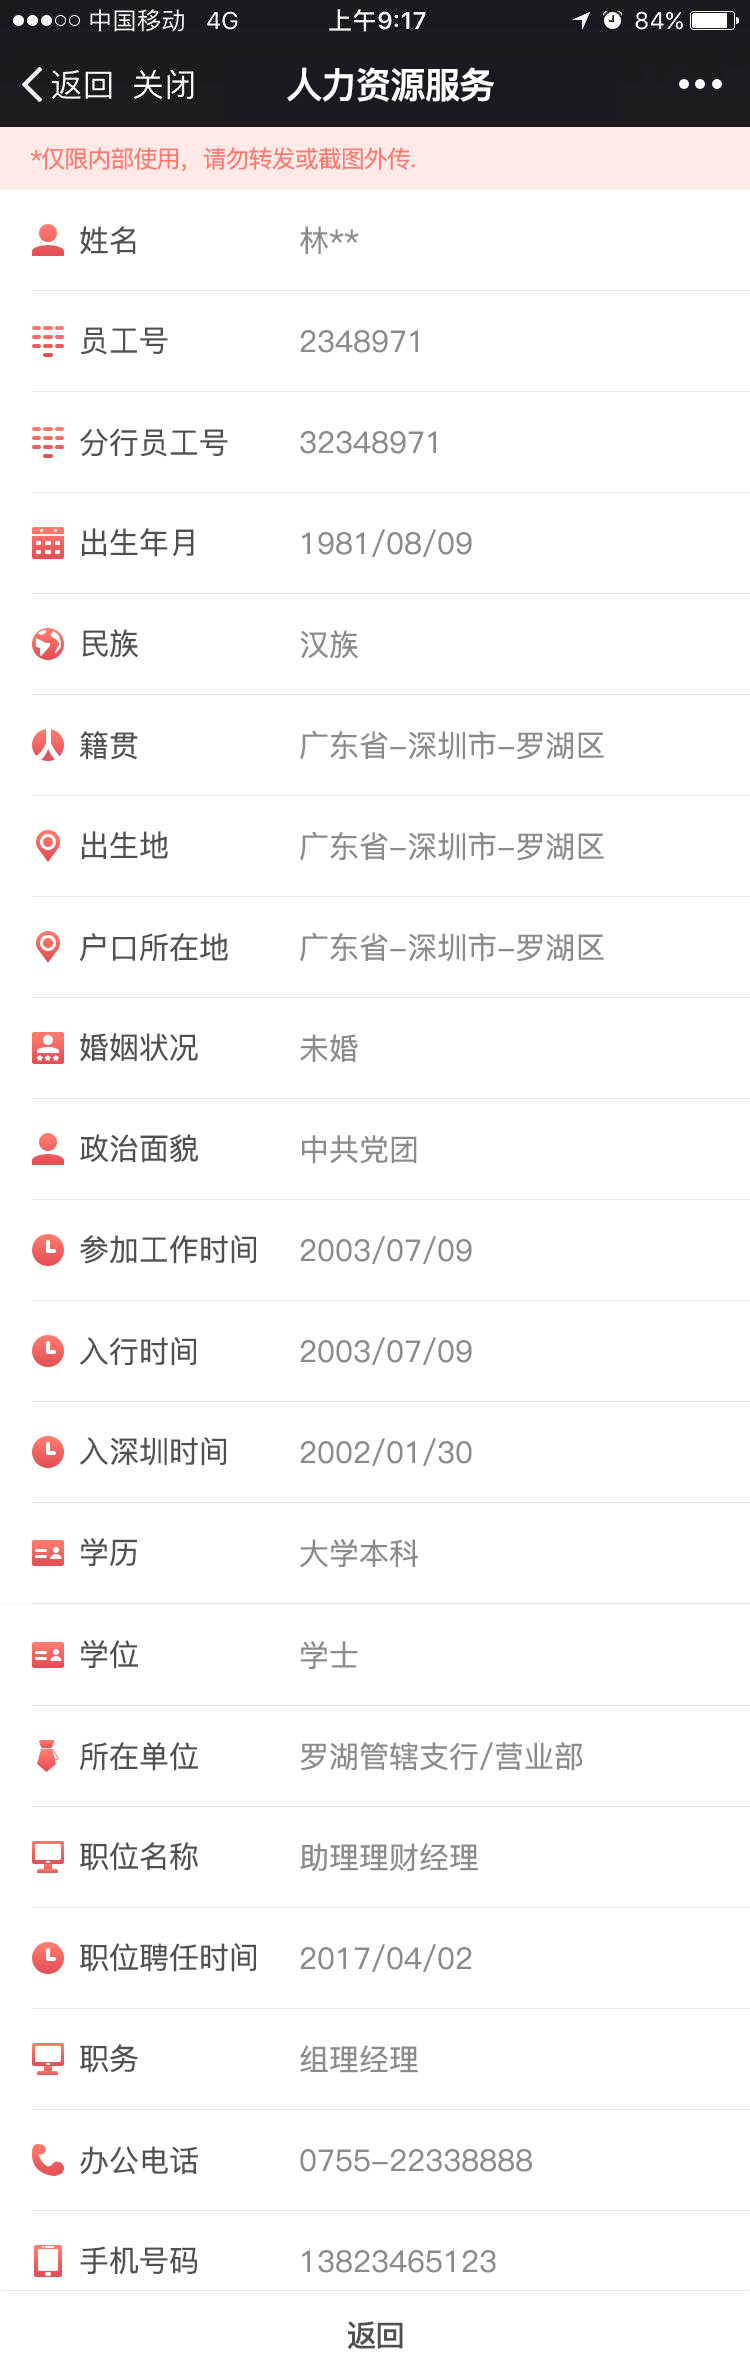 中国移动 4G 上午9:17 84%
返回 关闭 人力资源服务
*仅限内部使用，请勿转发或截图外传.
姓名 林**
员工号 2348971
分行员工号 32348971
出生年月 1981/08/09
民族 汉族
籍贯 广东省-深圳市-罗湖区
出生地 广东省-深圳市-罗湖区
户口所在地 广东省-深圳市-罗湖区
婚姻状况 未婚
政治面貌 中共党团
参加工作时间 2003/07/09
入行时间 2003/07/09
入深圳时间 2002/01/30
学历 大学本科
学位 学士
所在单位 罗湖管辖支行/营业部
职位名称 助理理财经理
职位聘任时间 2017/04/02
职务 组理经理
办公电话 0755-22338888
手机号码 13823465123
返回